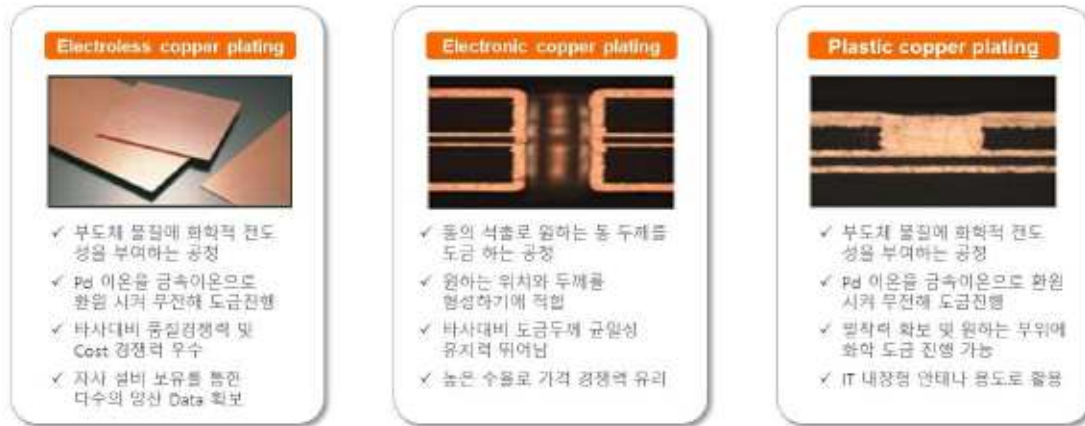 Electroless copper plating
✓ 부도체 물질에 화학적 전도
성을 부여하는 공정
✓ Pd 이온을 금속이온으로
환원 시켜 무전해 도금진행
✓ 타사대비 품질경쟁력 및
Cost 경쟁력 우수
✓ 자사 설비 보유를 통한
다수의 양산 Data 확보
Electronic copper plating
✓ 동의 석출로 원하는 동 두께를
도금 하는 공정
✓ 원하는 위치와 두께를
형성하기에 적합
✓ 타사대비 도금두께 균일성
유지력 뛰어남
✓ 높은 수율로 가격 경쟁력 유리
Plastic copper plating
✓ 부도체 물질에 화학적 전도
성을 부여하는 공정
✓ Pd 이온을 금속이온으로 환원
시켜 무전해 도금진행
✓ 밀착력 확보 및 원하는 부위에
화학 도금 진행 가능
✓ IT 내장형 안테나 용도로 활용